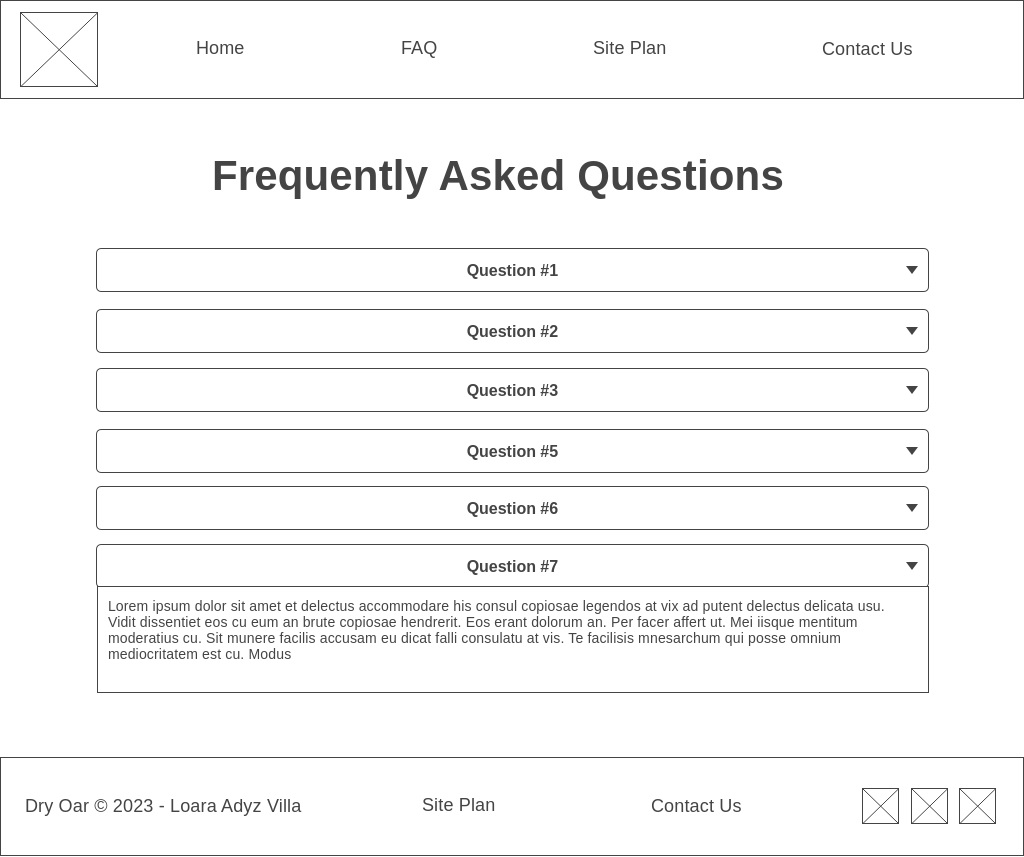 Home FAQ Site Plan Contact Us
Frequently Asked Questions
Question #1
Question #2
Question #3
Question #5
Question #6
Question #7
Lorem ipsum dolor sit amet et delectus accommodare his consul copiosae legendos at vix ad putent delectus delicata usu.
Vidit dissentiet eos cu eum an brute copiosae hendrerit. Eos erant dolorum an. Per facer affert ut. Mei iisque mentitum
moderatius cu. Sit munere facilis accusam eu dicat falli consulatu at vis. Te facilisis mnesarchum qui posse omnium
mediocritatem est cu. Modus
Dry Oar © 2023 - Loara Adyz Villa Site Plan Contact Us